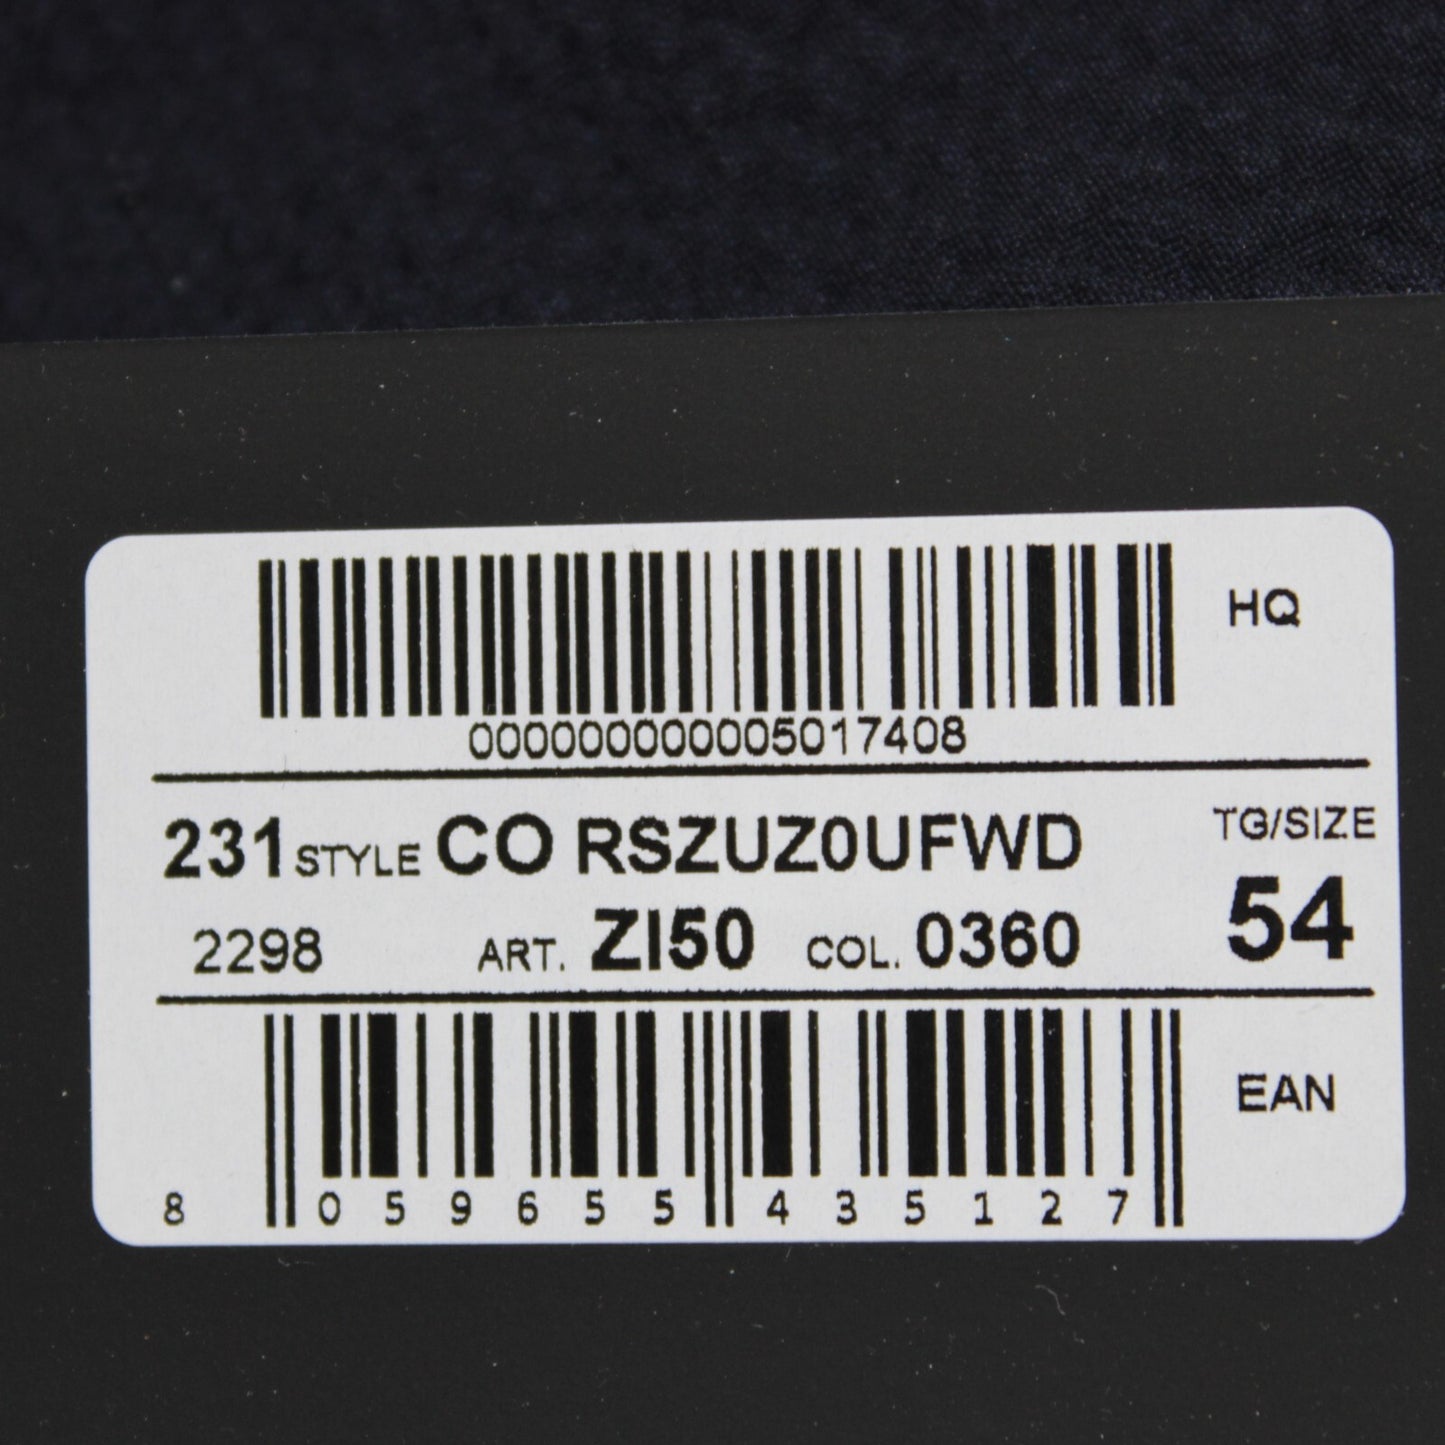 HQ
000000000005017408
231 STYLE CO RSZUZ0UFWD
TG/SIZE
2298 ART. ZI50 COL. 0360
54
EAN
8 059655 435127